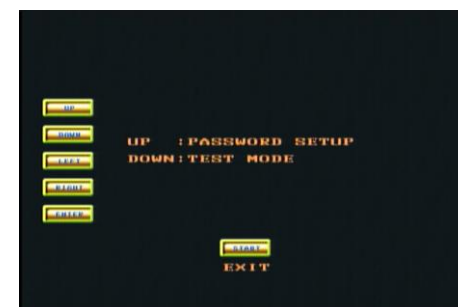 UP
DOWN
LEFT
RIGHT
ENTER
UP   :PASSWORD SETUP
DOWN:TEST MODE
START
EXIT